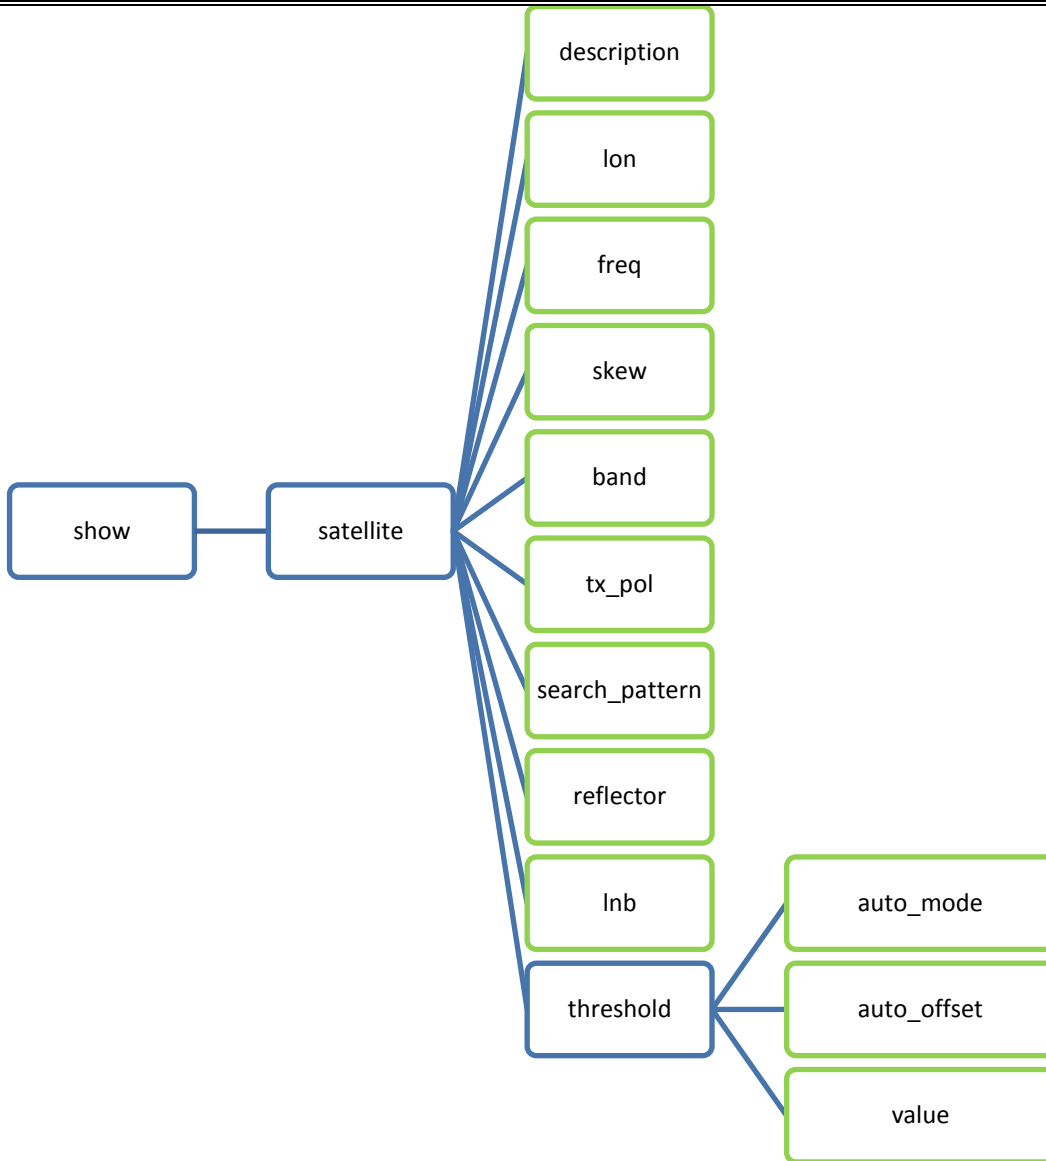 description
lon
freq
skew
band
show
satellite
tx_pol
search_pattern
reflector
lnb
auto_mode
threshold
auto_offset
value